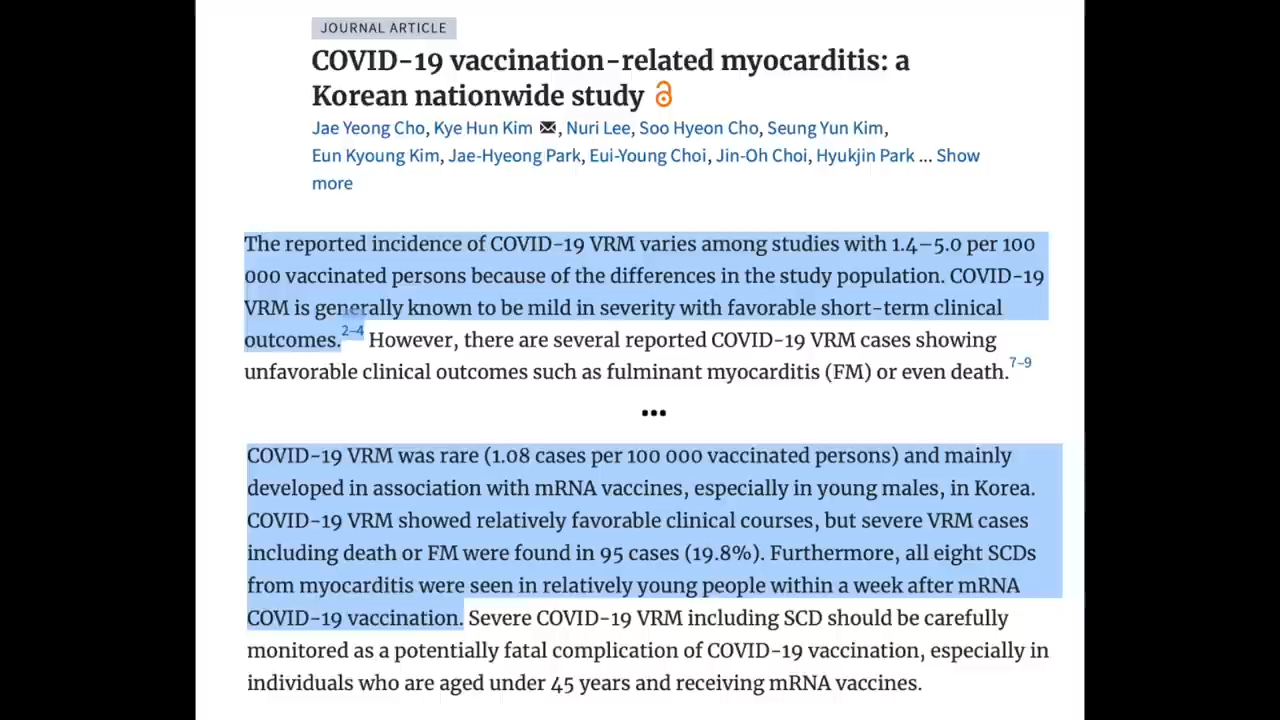 JOURNAL ARTICLE
COVID-19 vaccination-related myocarditis: a
Korean nationwide study
Jae Yeong Cho, Kye Hun Kim, Nuri Lee, Soo Hyeon Cho, Seung Yun Kim,
Eun Kyoung Kim, Jae-Hyeong Park, Eui-Young Choi, Jin-Oh Choi, Hyukjin Park ... Show
more
The reported incidence of COVID-19 VRM varies among studies with 1.4–5.0 per 100
000 vaccinated persons because of the differences in the study population. COVID-19
VRM is generally known to be mild in severity with favorable short-term clinical
outcomes.2–4 However, there are several reported COVID-19 VRM cases showing
unfavorable clinical outcomes such as fulminant myocarditis (FM) or even death.7–9
...
COVID-19 VRM was rare (1.08 cases per 100 000 vaccinated persons) and mainly
developed in association with mRNA vaccines, especially in young males, in Korea.
COVID-19 VRM showed relatively favorable clinical courses, but severe VRM cases
including death or FM were found in 95 cases (19.8%). Furthermore, all eight SCDs
from myocarditis were seen in relatively young people within a week after mRNA
COVID-19 vaccination. Severe COVID-19 VRM including SCD should be carefully
monitored as a potentially fatal complication of COVID-19 vaccination, especially in
individuals who are aged under 45 years and receiving mRNA vaccines.